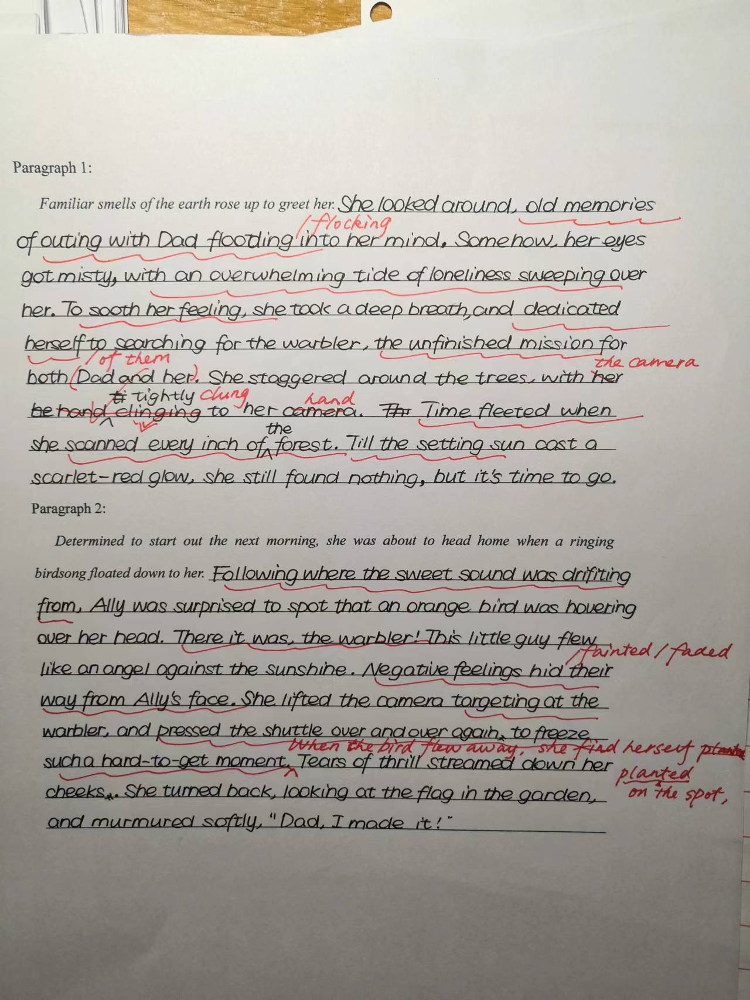 Paragraph 1:
Familiar smells of the earth rose up to greet her. She looked around, old memories
/flocking
of outing with Dad flooding into her mind. Somehow, her eyes
got misty, with an overwhelming tide of loneliness sweeping over
her. To sooth her feeling, she took a deep breath, and dedicated
herself to searching for the warbler, the unfinished mission for
/of them
the camera
both (Dad and her). She staggered around the trees, with her
tightly clung
hand
be hand clinging to her camera. Time fleeted when
the
she scanned every inch of forest. Till the setting sun cast a
scarlet-red glow, she still found nothing, but it's time to go.
Paragraph 2:
Determined to start out the next morning, she was about to head home when a ringing
birdsong floated down to her. Following where the sweet sound was drifiting
from, Ally was surprised to spot that an orange bird was hovering
over her head. There it was, the warbler! This little guy flew
/fainted/faded
like an angel against the sunshine. Negative feelings hid their
way from Ally's face. She lifted the camera targeting at the
warbler, and pressed the shuttle over and over again, to freeze
When the bird flew away, she find herself
such a hard-to-get moment. Tears of thrill streamed down her
planted
cheeks. She turned back, looking at the flag in the garden,
on the spot,
and murmured softly, "Dad, I made it!"